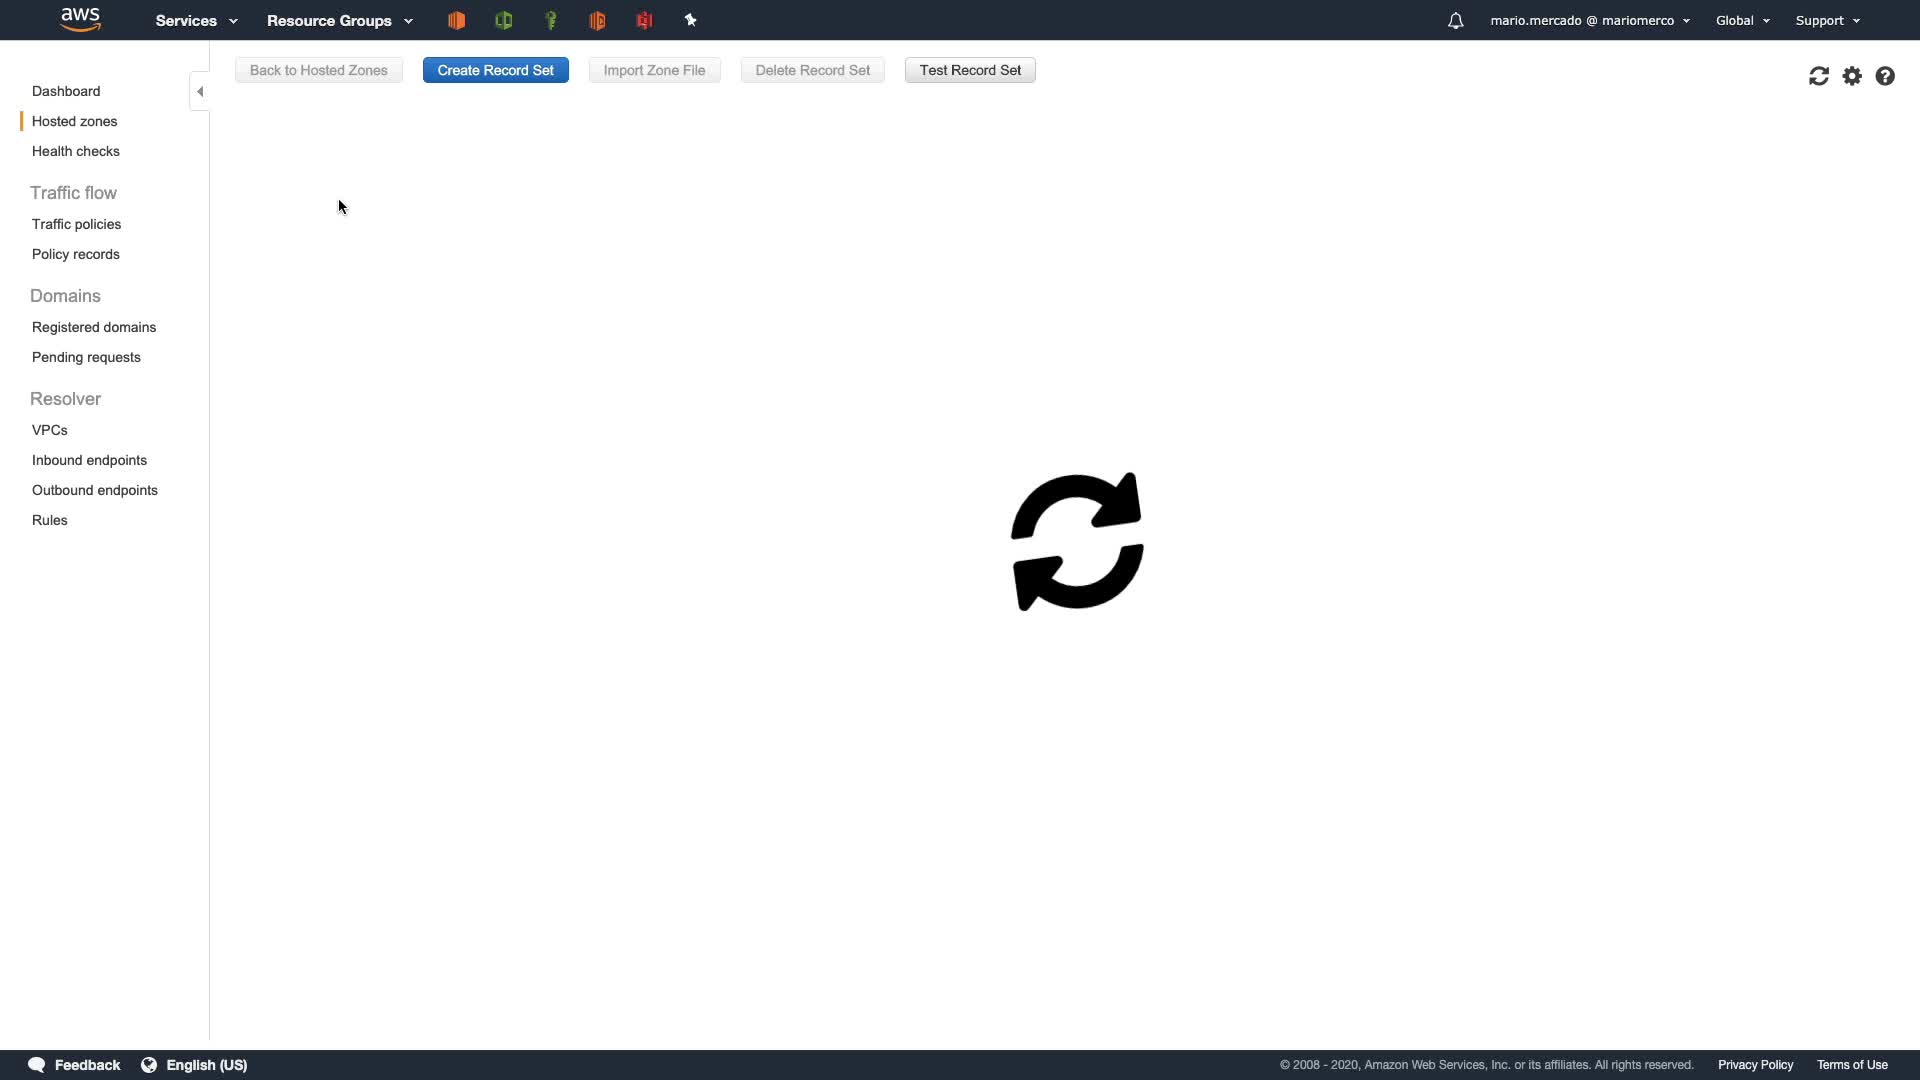 aws Services Resource Groups mario.mercado @ mariomerco Global Support
Back to Hosted Zones Create Record Set Import Zone File Delete Record Set Test Record Set
Dashboard
Hosted zones
Health checks
Traffic flow
Traffic policies
Policy records
Domains
Registered domains
Pending requests
Resolver
VPCs
Inbound endpoints
Outbound endpoints
Rules
Feedback English (US) © 2008 - 2020, Amazon Web Services, Inc. or its affiliates. All rights reserved. Privacy Policy Terms of Use